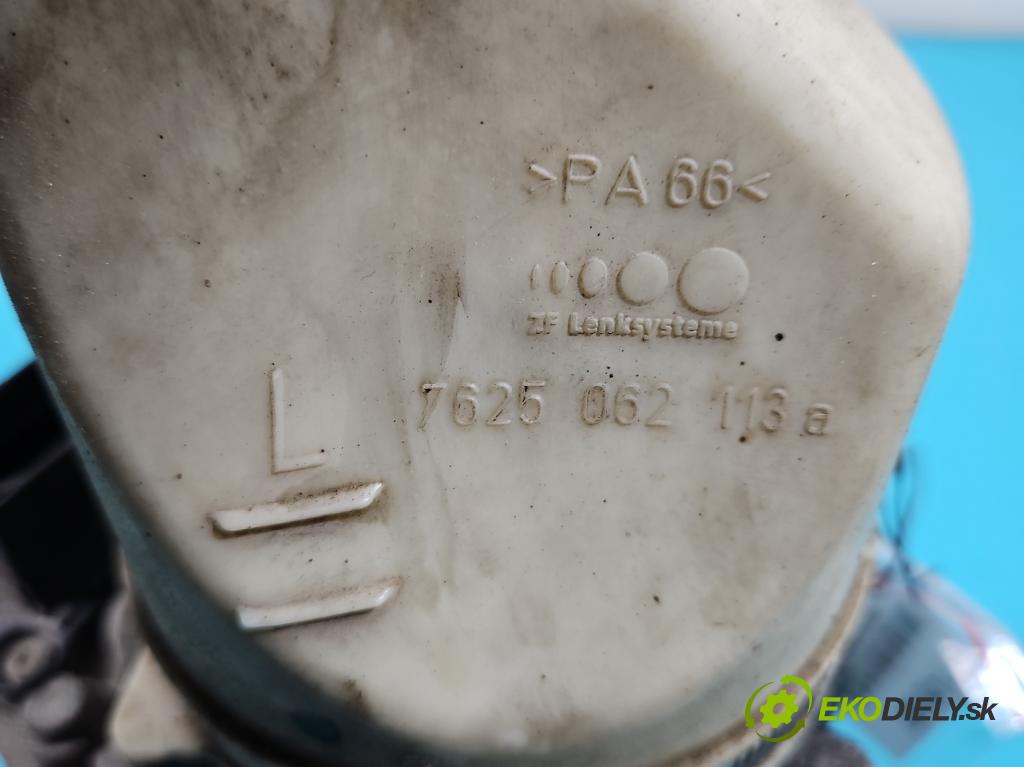 >PA 66<
ZF Lenksysteme
L
7625 062 113 a
EKODIELY.sk